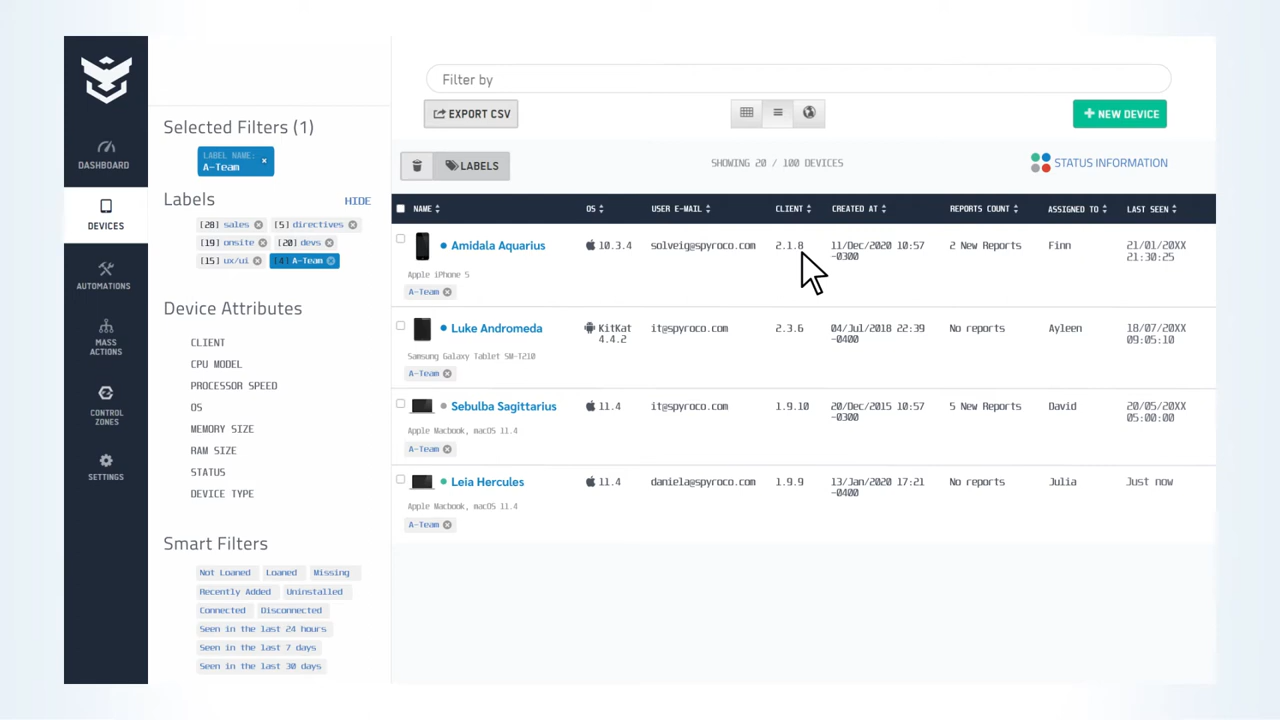 Filter by
EXPORT CSV
+ NEW DEVICE
DASHBOARD
DEVICES
AUTOMATIONS
MASS
ACTIONS
CONTROL
ZONES
SETTINGS
Selected Filters (1)
LABEL NAME: ×
A-Team
Labels HIDE
[28] sales [5] directives
[19] onsite [20] devs
[15] ux/ui [4] A-Team
Device Attributes
CLIENT
CPU MODEL
PROCESSOR SPEED
OS
MEMORY SIZE
RAM SIZE
STATUS
DEVICE TYPE
Smart Filters
Not Loaned Loaned Missing
Recently Added Uninstalled
Connected Disconnected
Seen in the last 24 hours
Seen in the last 7 days
Seen in the last 30 days
LABELS SHOWING 20 / 100 DEVICES STATUS INFORMATION
NAME OS USER E-MAIL CLIENT CREATED AT REPORTS COUNT ASSIGNED TO LAST SEEN
Amidala Aquarius 10.3.4 solveig@spyroco.com 2.1.8 11/Dec/2020 10:57 2 New Reports Finn 21/01/20XX
-0300 21:30:25
Apple iPhone 5
A-Team
Luke Andromeda KitKat it@spyroco.com 2.3.6 04/Jul/2018 22:39 No reports Ayleen 18/07/20XX
4.4.2 -0400 09:05:10
Samsung Galaxy Tablet SM-T210
A-Team
Sebulba Sagittarius 11.4 it@spyroco.com 1.9.10 20/Dec/2015 10:57 5 New Reports David 20/05/20XX
-0300 05:00:00
Apple Macbook, macOS 11.4
A-Team
Leia Hercules 11.4 daniela@spyroco.com 1.9.9 13/Jan/2020 17:21 No reports Julia Just now
-0400
Apple Macbook, macOS 11.4
A-Team